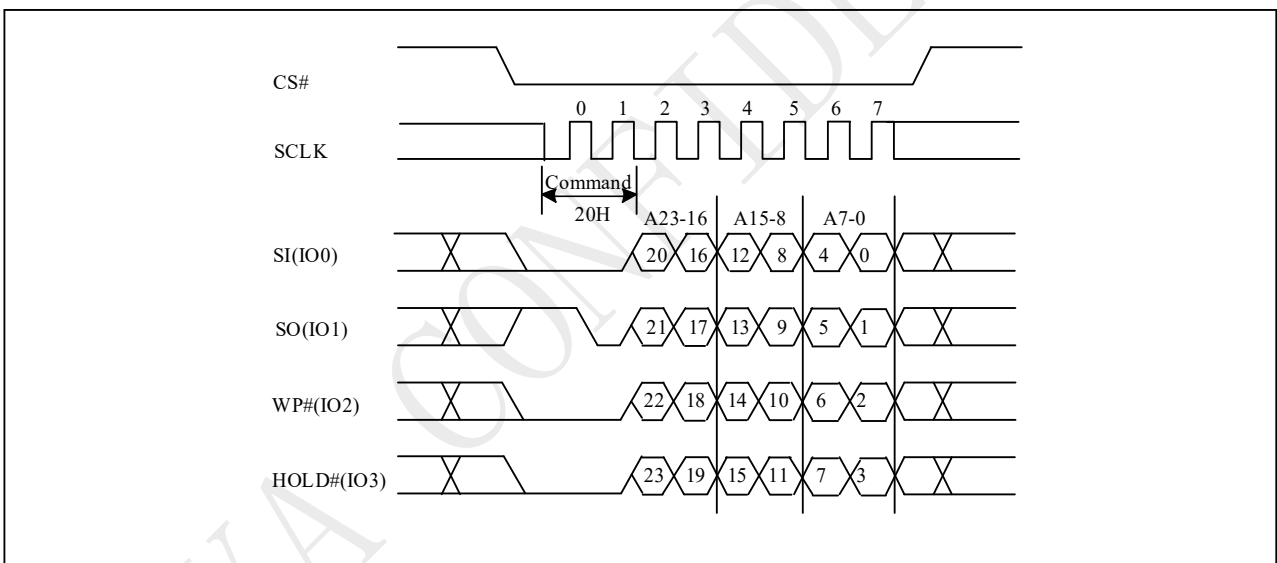 CS#
0 1 2 3 4 5 6 7
SCLK
Command
20H
A23-16 A15-8 A7-0
SI(IO0) 20 16 12 8 4 0
SO(IO1) 21 17 13 9 5 1
WP#(IO2) 22 18 14 10 6 2
HOLD#(IO3) 23 19 15 11 7 3